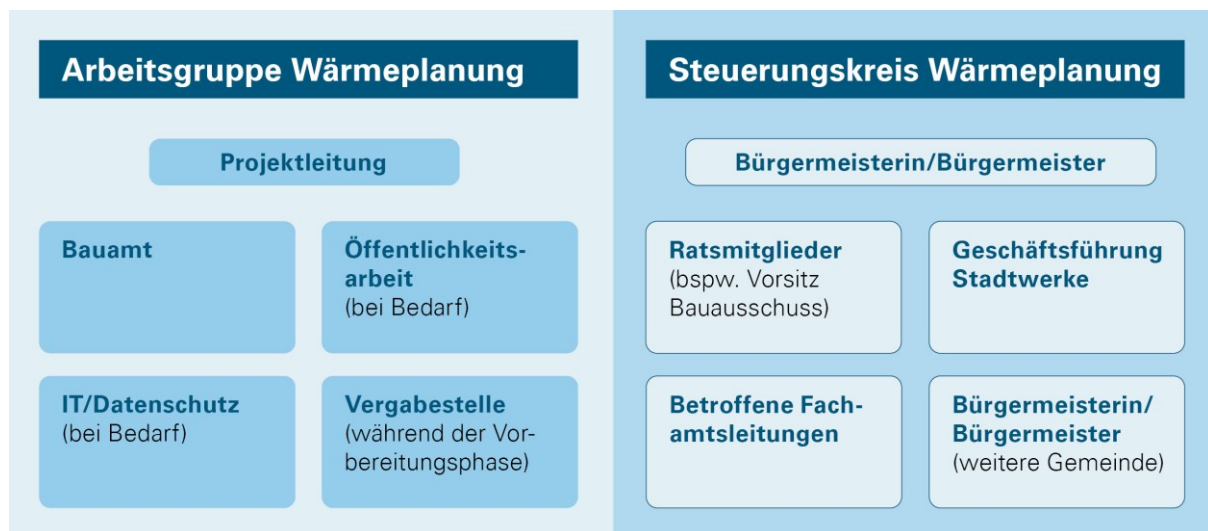 Arbeitsgruppe Wärmeplanung
Projektleitung
Bauamt
Öffentlichkeits-
arbeit
(bei Bedarf)
IT/Datenschutz
(bei Bedarf)
Vergabestelle
(während der Vor-
bereitungsphase)
Steuerungskreis Wärmeplanung
Bürgermeisterin/Bürgermeister
Ratsmitglieder
(bspw. Vorsitz
Bauausschuss)
Geschäftsführung
Stadtwerke
Betroffene Fach-
amtsleitungen
Bürgermeisterin/
Bürgermeister
(weitere Gemeinde)